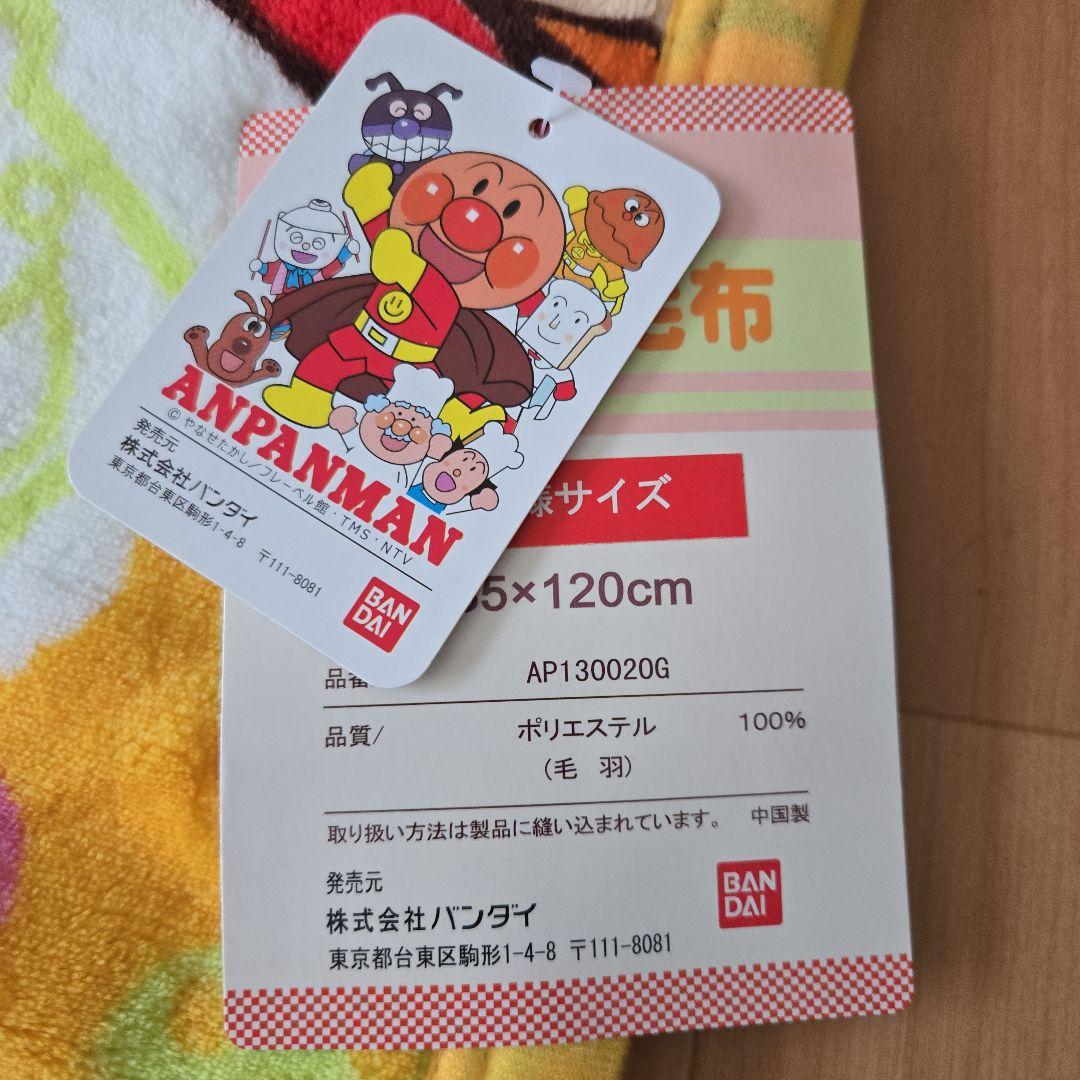 ANPANMAN
© やなせたかし/フレーベル館・TMS・NTV
発売元
株式会社バンダイ
東京都台東区駒形1-4-8 〒111-8081
BAN
DAI
毛布
様サイズ
5×120cm
品番
AP130020G
品質/ ポリエステル 100%
(毛 羽)
取り扱い方法は製品に縫い込まれています。 中国製
発売元
株式会社バンダイ
東京都台東区駒形1-4-8 〒111-8081
BAN
DAI